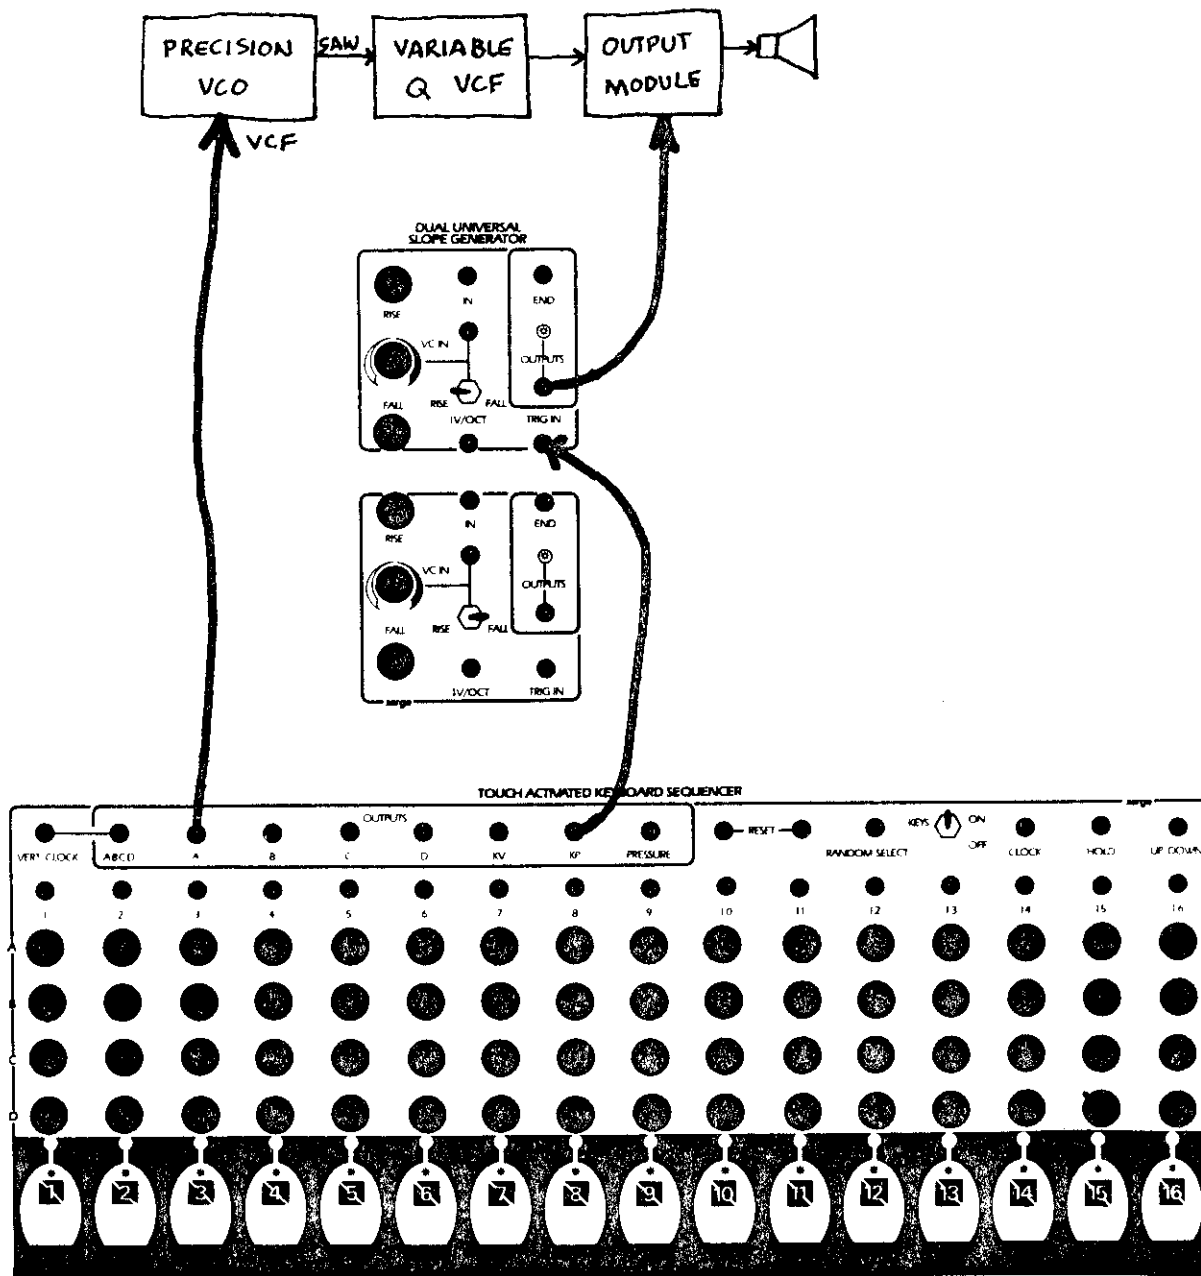 PRECISION VCO
SAW
VARIABLE Q VCF
OUTPUT MODULE
VCF
DUAL UNIVERSAL
SLOPE GENERATOR
RISE
IN
END
VC IN
OUTPUTS
FALL
RISE
FALL
1V/OCT
TRIG IN
RISE
IN
END
VC IN
OUTPUTS
FALL
RISE
FALL
1V/OCT
TRIG IN
serge
TOUCH ACTIVATED KEYBOARD SEQUENCER
serge
OUTPUTS
RESET
KEYS
ON
OFF
VERT CLOCK
ABCD
A
B
C
D
KV
KP
PRESSURE
RANDOM SELECT
CLOCK
HOLD
UP DOWN
1 2 3 4 5 6 7 8 9 10 11 12 13 14 15 16
A
B
C
D
1 2 3 4 5 6 7 8 9 10 11 12 13 14 15 16